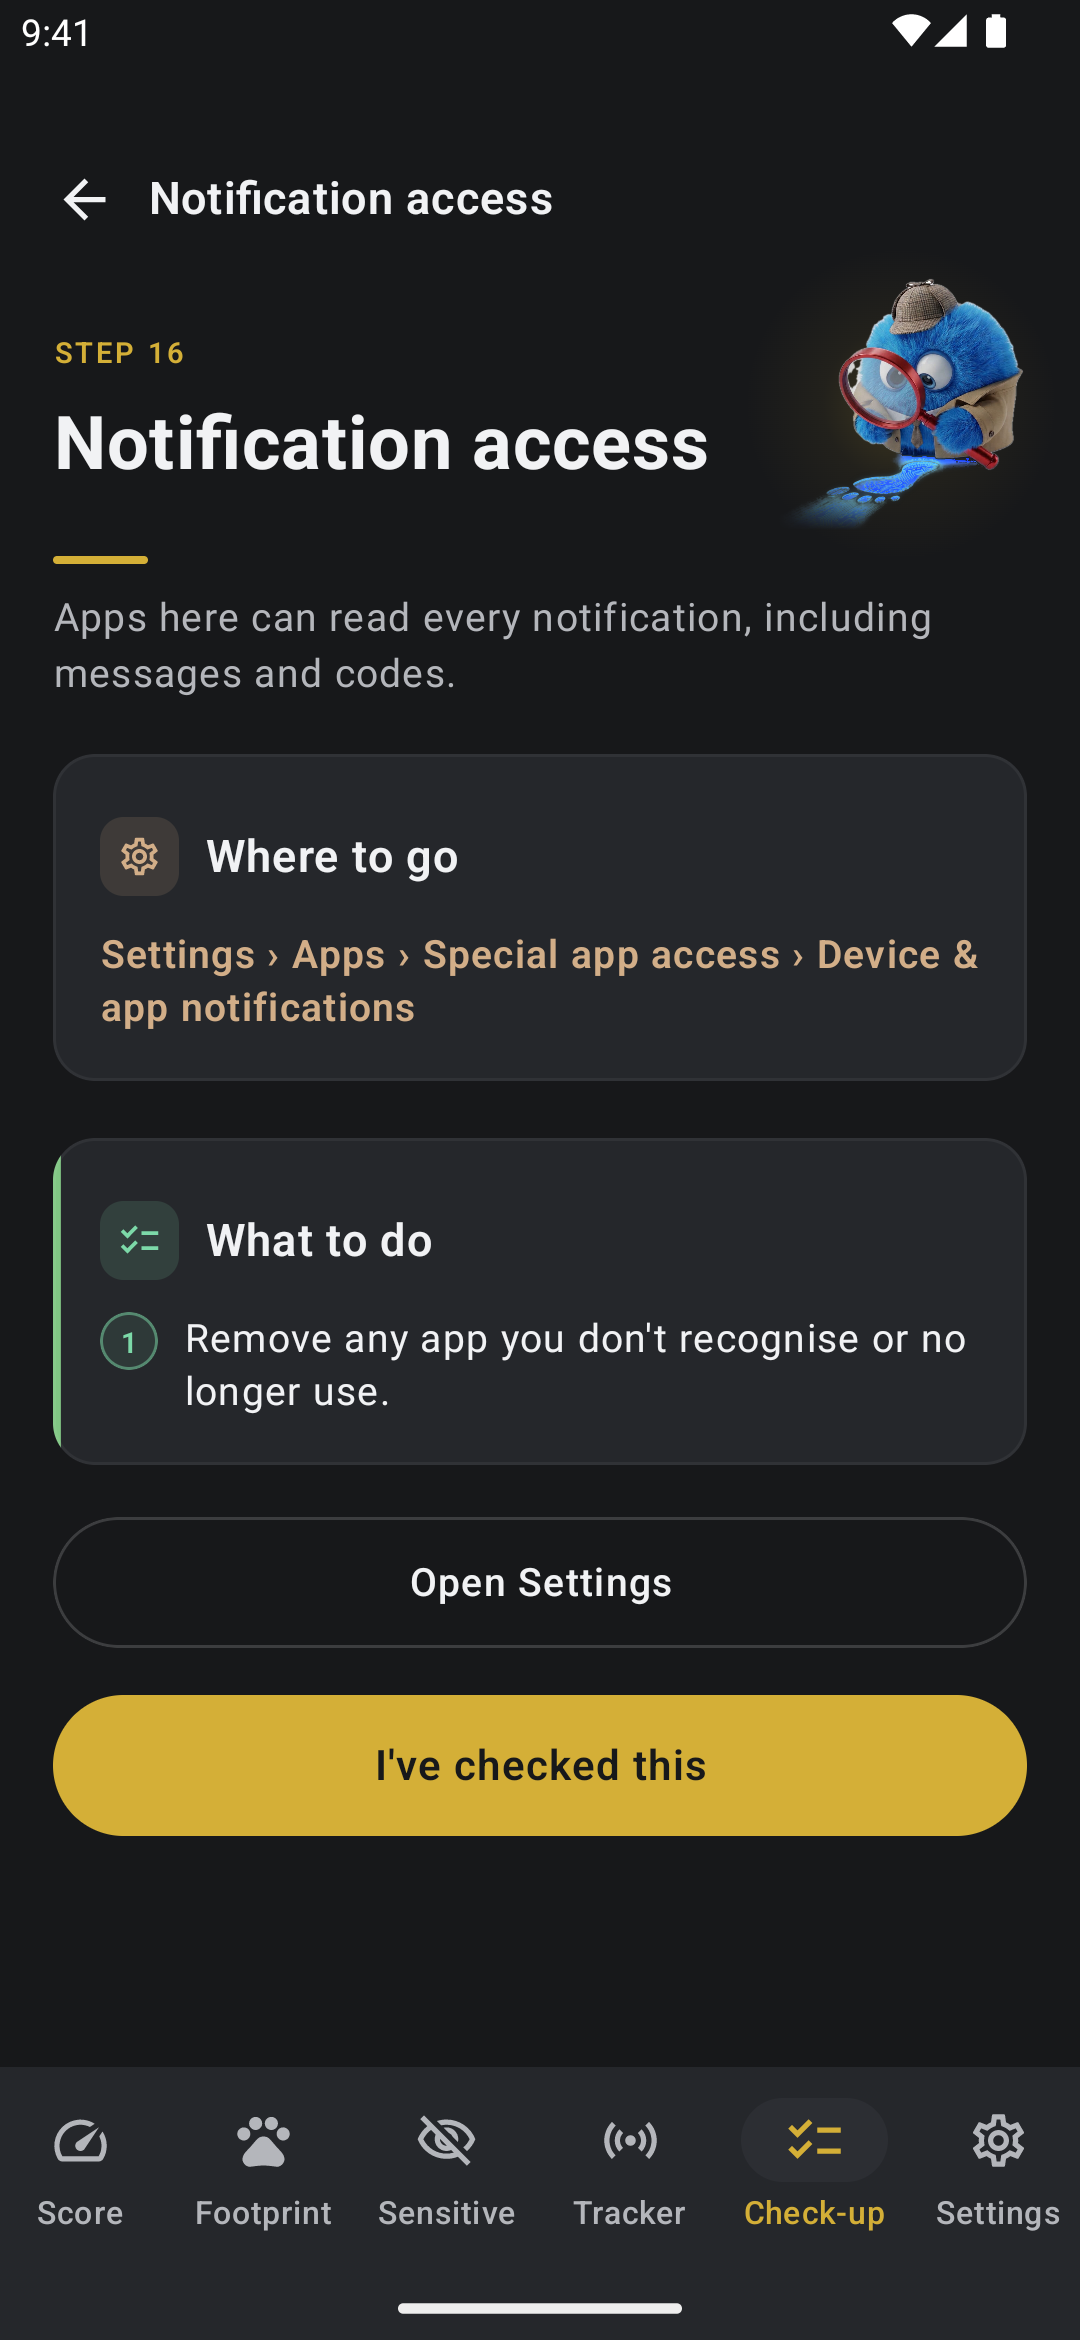 9:41
Notification access
STEP 16
Notification access
Apps here can read every notification, including
messages and codes.
Where to go
Settings › Apps › Special app access › Device &
app notifications
What to do
1 Remove any app you don't recognise or no
longer use.
Open Settings
I've checked this
Score Footprint Sensitive Tracker Check-up Settings